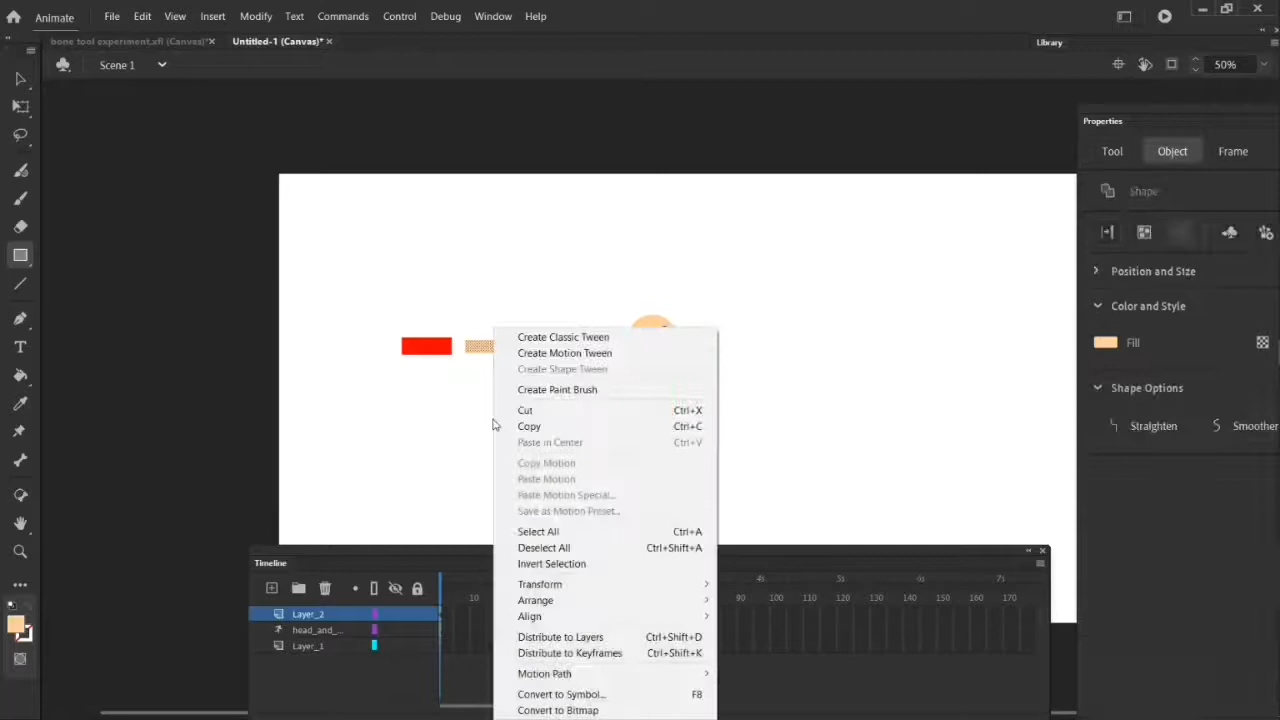 Animate File Edit View Insert Modify Text Commands Control Debug Window Help
bone tool experiment.xfl (Canvas)* Untitled-1 (Canvas)* Library
Scene 1 50%
Properties
Tool Object Frame
Shape
Position and Size
Color and Style
Fill
Shape Options
Straighten Smoother
Create Classic Tween
Create Motion Tween
Create Shape Tween
Create Paint Brush
Cut Ctrl+X
Copy Ctrl+C
Paste in Center Ctrl+V
Copy Motion
Paste Motion
Paste Motion Special...
Save as Motion Preset...
Select All Ctrl+A
Deselect All Ctrl+Shift+A
Invert Selection
Transform
Arrange
Align
Distribute to Layers Ctrl+Shift+D
Distribute to Keyframes Ctrl+Shift+K
Motion Path
Convert to Symbol... F8
Convert to Bitmap
Timeline
4s 5s 6s 7s
10 90 100 110 120 130 140 150 160 170
Layer_2
head_and_...
Layer_1